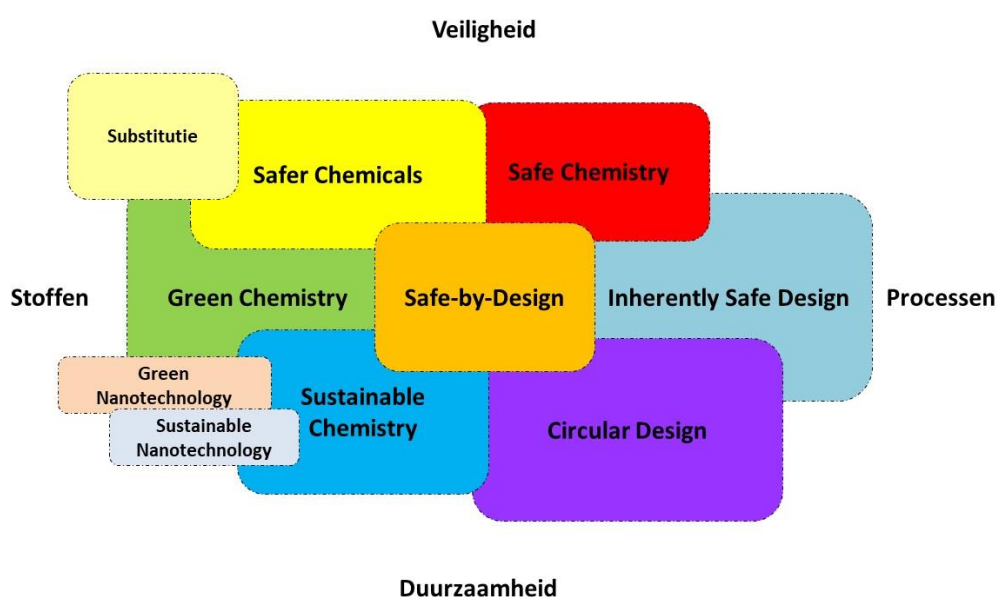 Veiligheid
Substitutie
Safer Chemicals
Safe Chemistry
Stoffen
Green Chemistry
Safe-by-Design
Inherently Safe Design
Processen
Green
Nanotechnology
Sustainable
Chemistry
Sustainable
Nanotechnology
Circular Design
Duurzaamheid